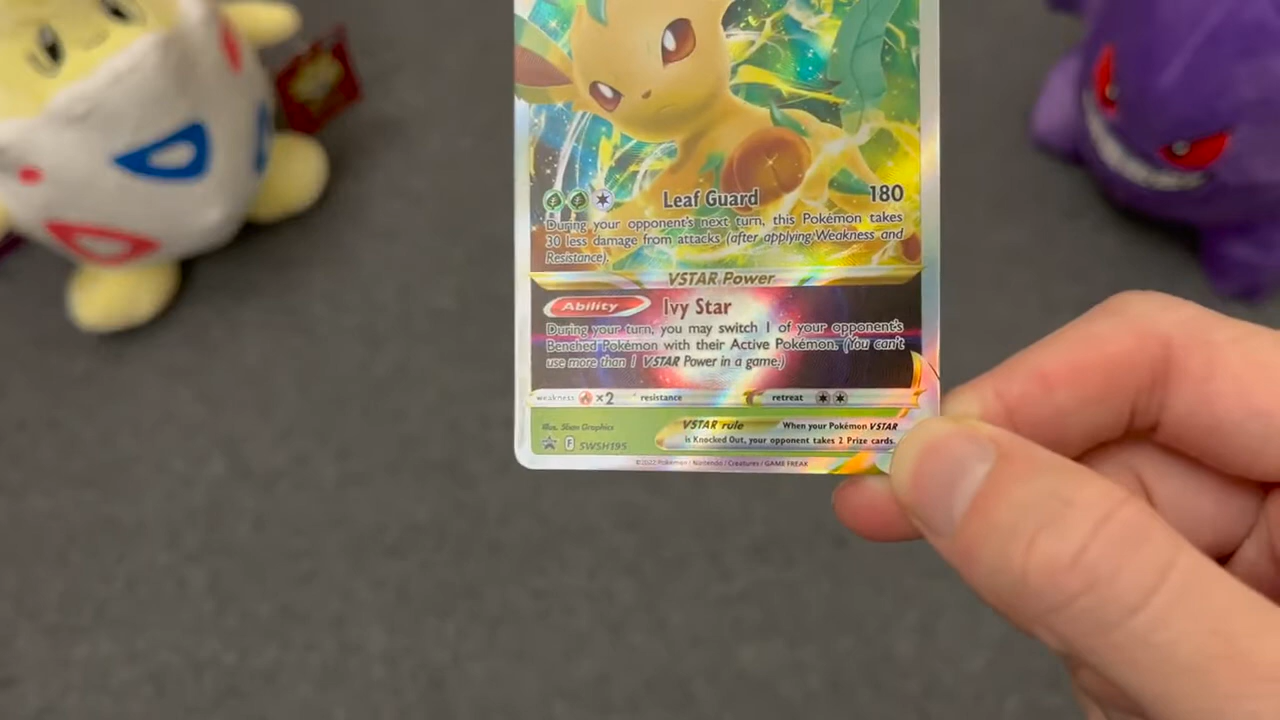 Leaf Guard 180
During your opponent's next turn, this Pokémon takes
30 less damage from attacks (after applying Weakness and
Resistance).
VSTAR Power
Ability Ivy Star
During your turn, you may switch 1 of your opponent's
Benched Pokémon with their Active Pokémon. (You can't
use more than 1 VSTAR Power in a game.)
weakness ×2 resistance retreat
Illus. 5ban Graphics
VSTAR rule When your Pokémon VSTAR
is Knocked Out, your opponent takes 2 Prize cards.
F SWSH195
©2022 Pokémon / Nintendo / Creatures / GAME FREAK